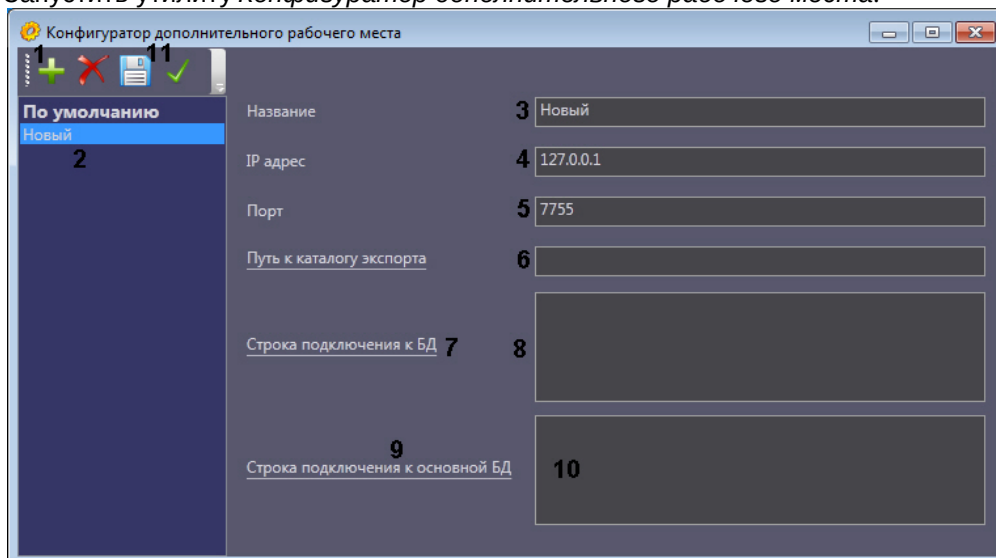 Запустить утилиту Конфигуратор дополнительного рабочего места.
Конфигуратор дополнительного рабочего места
1 11
По умолчанию
Название 3 Новый
Новый
2
IP адрес 4 127.0.0.1
Порт 5 7755
Путь к каталогу экспорта 6
Строка подключения к БД 7 8
9
Строка подключения к основной БД 10